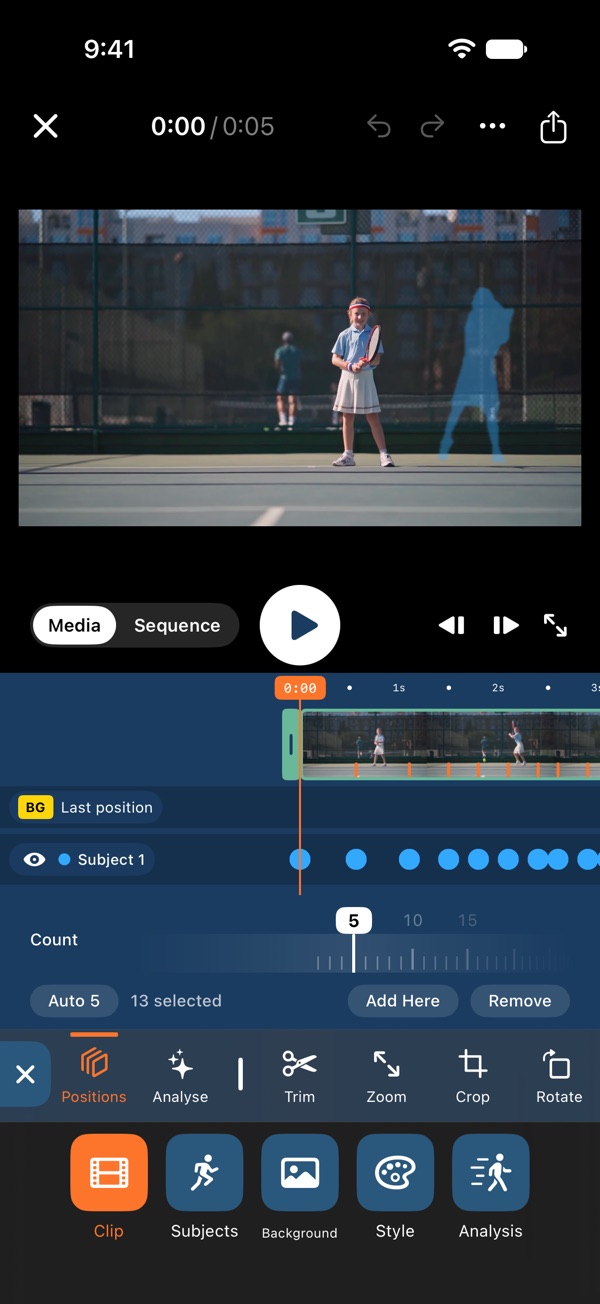 9:41
0:00 / 0:05
Media
Sequence
0:00
1s
2s
BG Last position
Subject 1
5
10
15
Count
Auto 5
13 selected
Add Here
Remove
Positions
Analyse
Trim
Zoom
Crop
Rotate
Clip
Subjects
Background
Style
Analysis